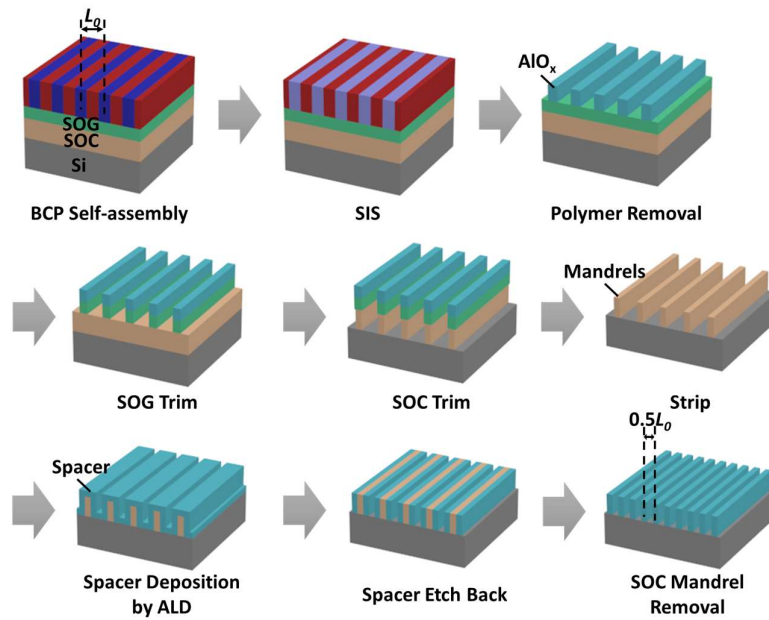 L₀
SOG
SOC
Si
AlOₓ
BCP Self-assembly
SIS
Polymer Removal
Mandrels
SOG Trim
SOC Trim
Strip
0.5L₀
Spacer
Spacer Deposition
by ALD
Spacer Etch Back
SOC Mandrel
Removal